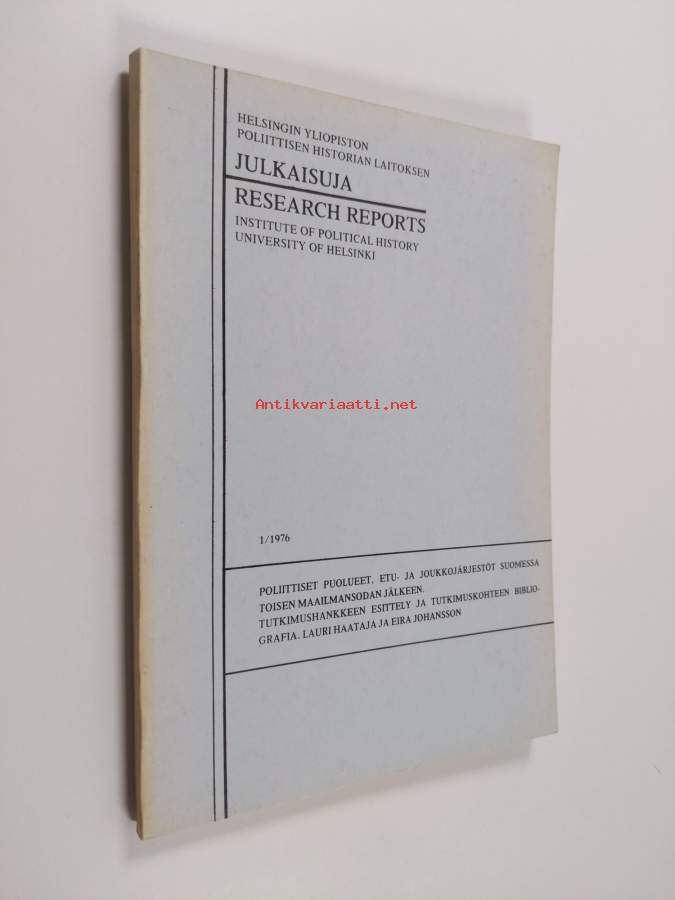 HELSINGIN YLIOPISTON
POLIITTISEN HISTORIAN LAITOKSEN
JULKAISUJA
RESEARCH REPORTS
INSTITUTE OF POLITICAL HISTORY
UNIVERSITY OF HELSINKI
Antikvariaatti.net
1/1976
POLIITTISET PUOLUEET, ETU- JA JOUKKOJÄRJESTÖT SUOMESSA
TOISEN MAAILMANSODAN JÄLKEEN.
TUTKIMUSHANKKEEN ESITTELY JA TUTKIMUSKOHTEEN BIBLIO-
GRAFIA. LAURI HAATAJA JA EIRA JOHANSSON